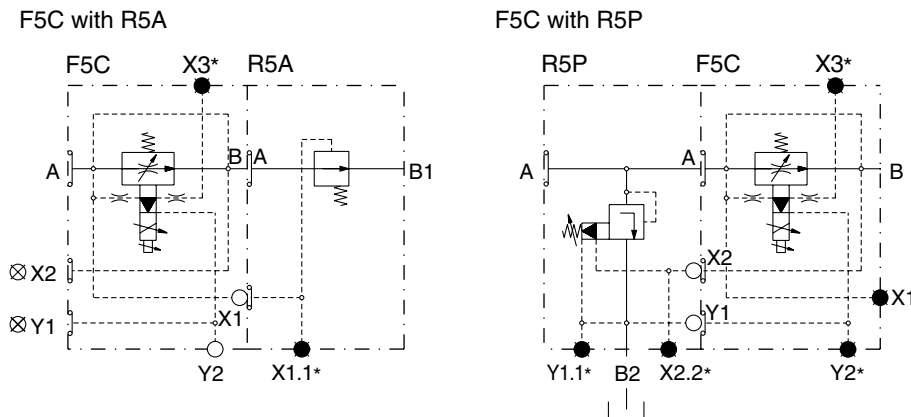 F5C with R5A
F5C with R5P
F5C X3* R5A
R5P F5C X3*
A B A B1
A A B
X2
X2
X1
X1
Y1
Y1
Y2 X1.1*
Y1.1* B2 X2.2* Y2*